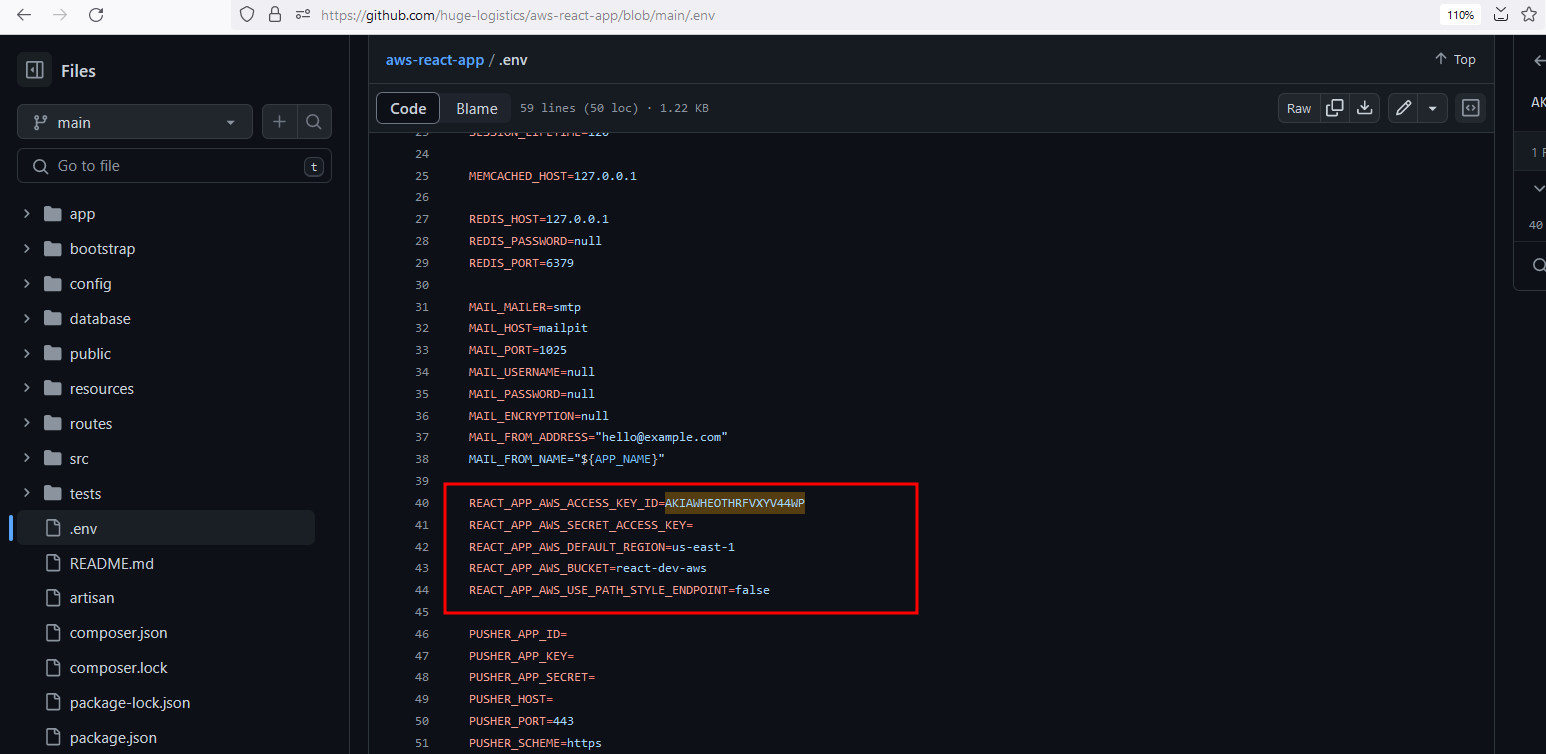 https://github.com/huge-logistics/aws-react-app/blob/main/.env
110%
Files
main
Go to file
t
app
bootstrap
config
database
public
resources
routes
src
tests
.env
README.md
artisan
composer.json
composer.lock
package-lock.json
package.json
aws-react-app / .env
Top
Code Blame 59 lines (50 loc) · 1.22 KB
Raw
23 SESSION_LIFETIME=120
24
25 MEMCACHED_HOST=127.0.0.1
26
27 REDIS_HOST=127.0.0.1
28 REDIS_PASSWORD=null
29 REDIS_PORT=6379
30
31 MAIL_MAILER=smtp
32 MAIL_HOST=mailpit
33 MAIL_PORT=1025
34 MAIL_USERNAME=null
35 MAIL_PASSWORD=null
36 MAIL_ENCRYPTION=null
37 MAIL_FROM_ADDRESS="hello@example.com"
38 MAIL_FROM_NAME="${APP_NAME}"
39
40 REACT_APP_AWS_ACCESS_KEY_ID=AKIAWHEOTHRFVXYV44WP
41 REACT_APP_AWS_SECRET_ACCESS_KEY=
42 REACT_APP_AWS_DEFAULT_REGION=us-east-1
43 REACT_APP_AWS_BUCKET=react-dev-aws
44 REACT_APP_AWS_USE_PATH_STYLE_ENDPOINT=false
45
46 PUSHER_APP_ID=
47 PUSHER_APP_KEY=
48 PUSHER_APP_SECRET=
49 PUSHER_HOST=
50 PUSHER_PORT=443
51 PUSHER_SCHEME=https
AK
1
40